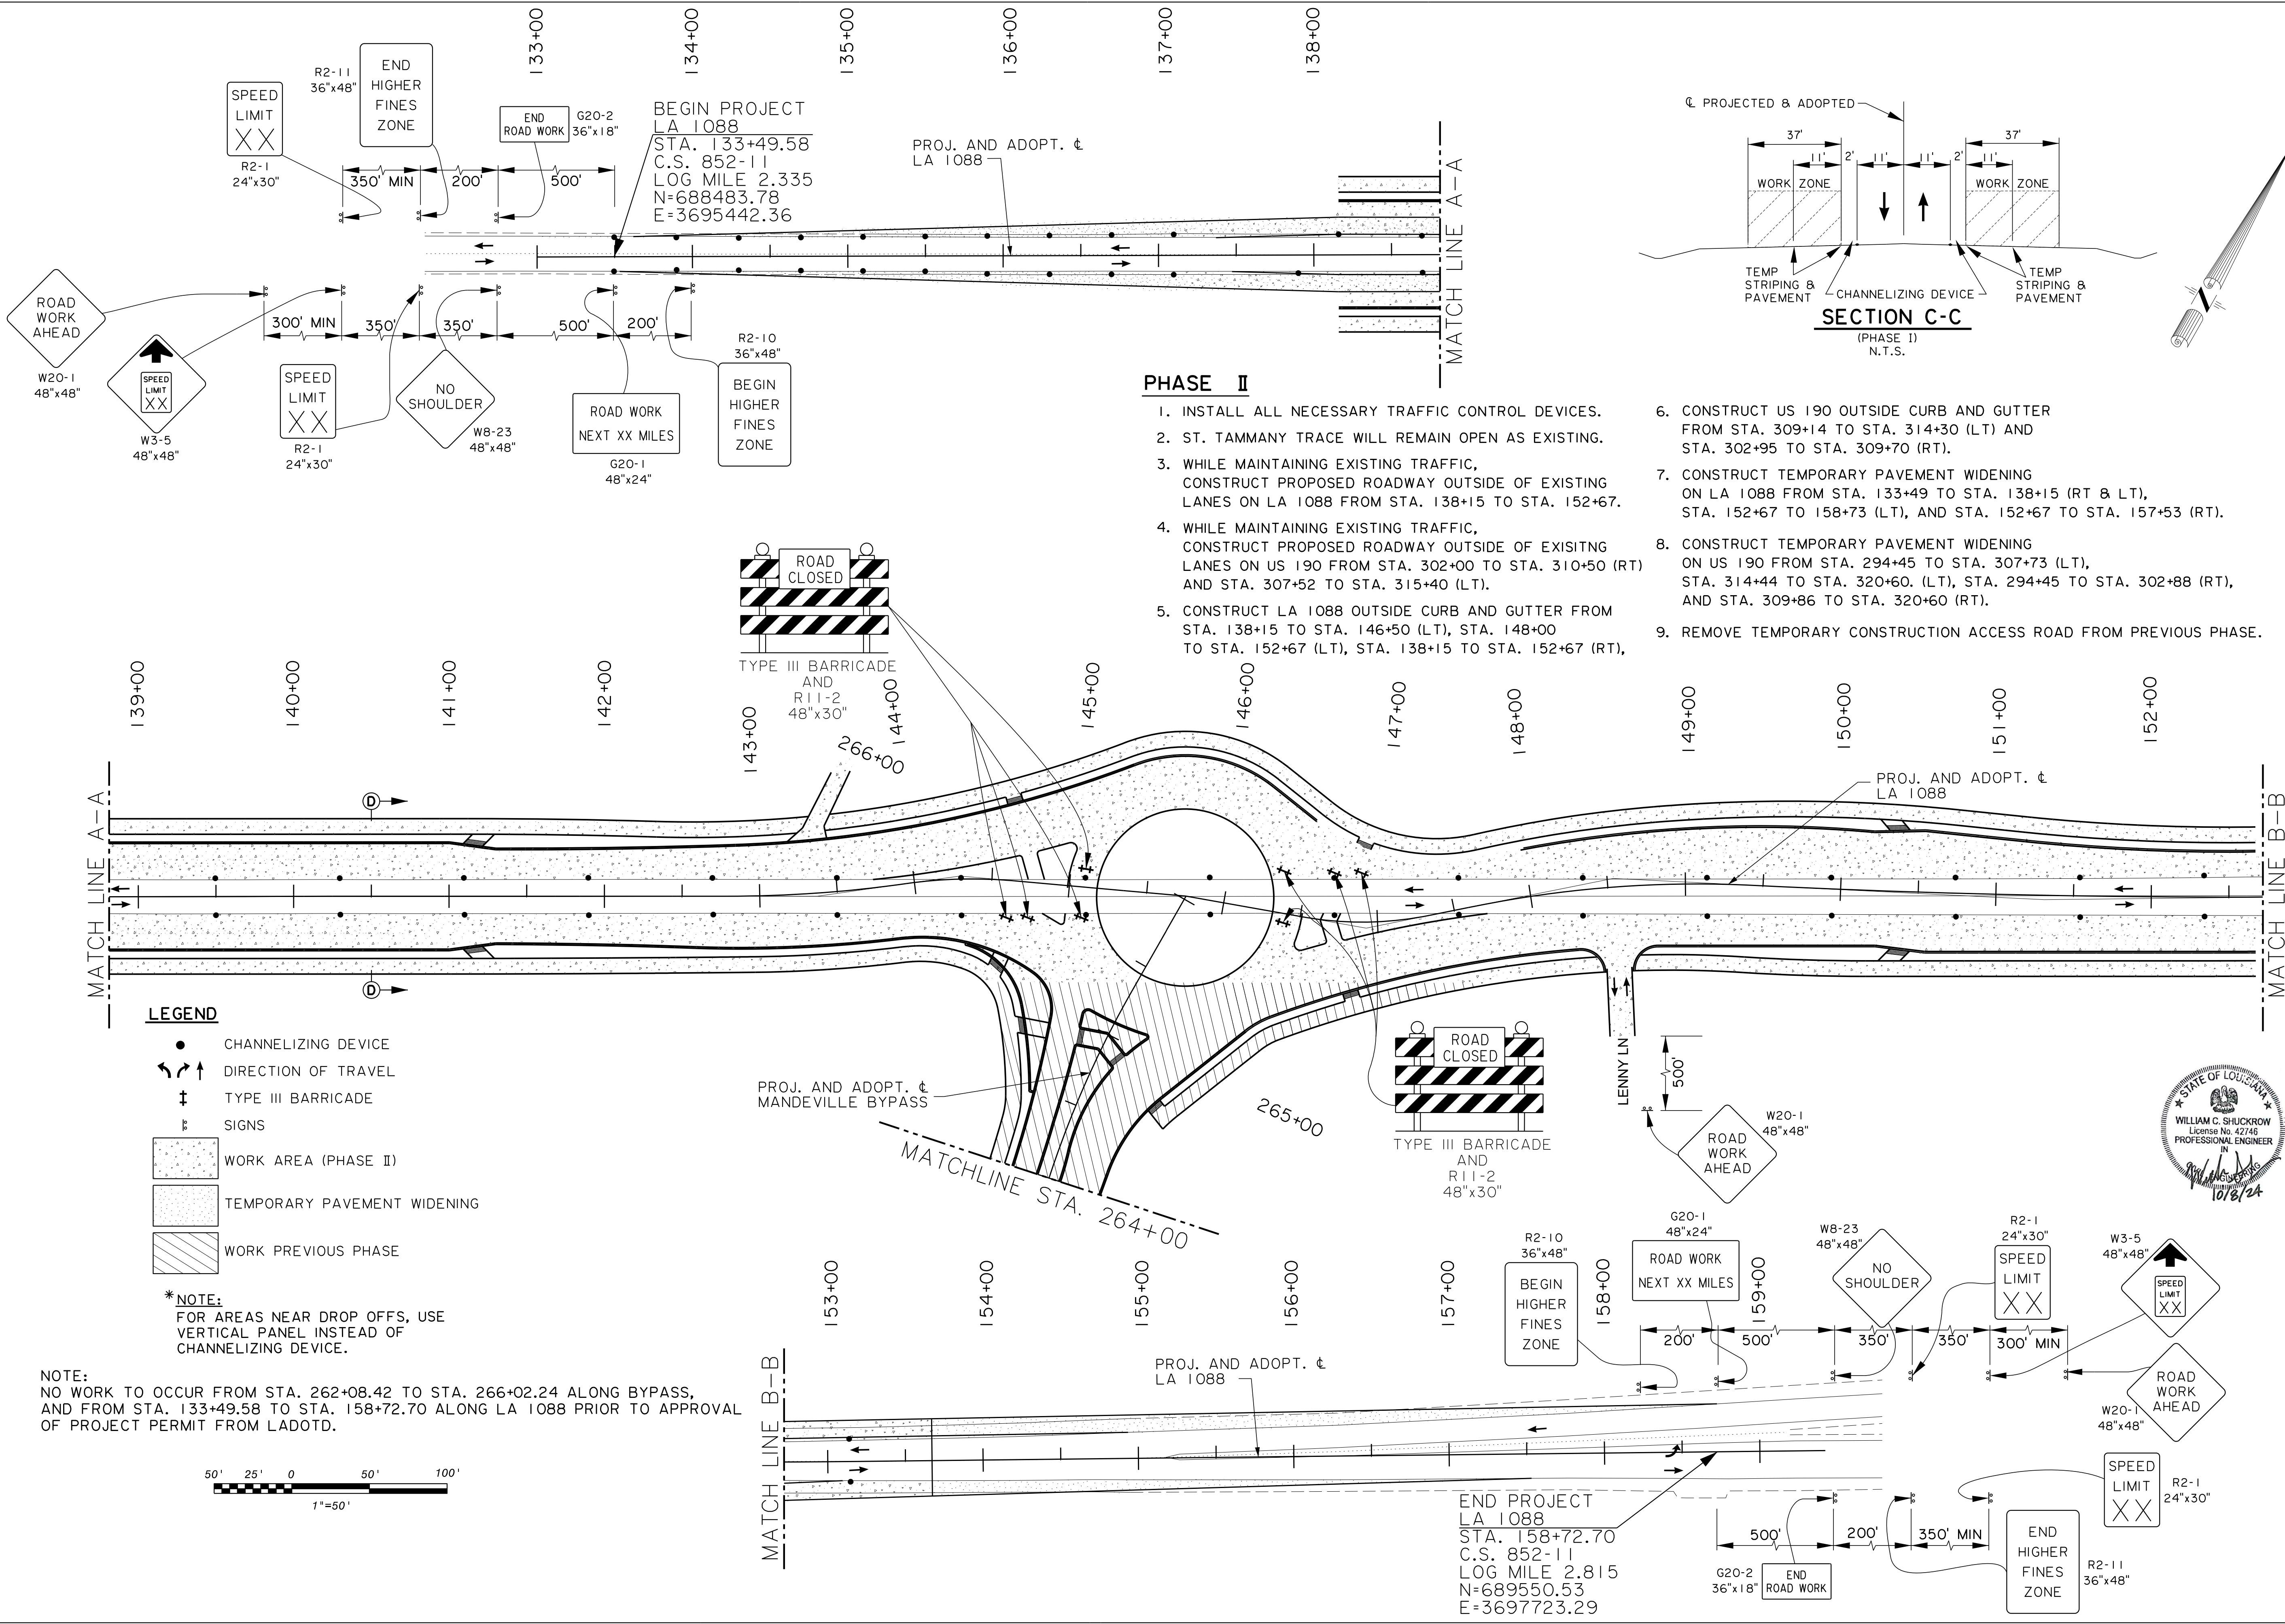 133+00
134+00
135+00
136+00
137+00
138+00
R2-11
36"x48"
END
HIGHER
FINES
ZONE
SPEED
LIMIT
XX
R2-1
24"x30"
END
ROAD WORK
G20-2
36"x18"
350' MIN
200'
500'
BEGIN PROJECT
LA 1088
STA. 133+49.58
C.S. 852-11
LOG MILE 2.335
N=688483.78
E=3695442.36
PROJ. AND ADOPT. ℄
LA 1088
MATCH LINE A-A
℄ PROJECTED & ADOPTED
37'
37'
11'
2'
11'
11'
2'
11'
WORK ZONE
WORK ZONE
TEMP
STRIPING &
PAVEMENT
CHANNELIZING DEVICE
TEMP
STRIPING &
PAVEMENT
SECTION C-C
(PHASE I)
N.T.S.
ROAD
WORK
AHEAD
W20-1
48"x48"
300' MIN
350'
350'
500'
200'
SPEED
LIMIT
XX
W3-5
48"x48"
SPEED
LIMIT
XX
R2-1
24"x30"
NO
SHOULDER
W8-23
48"x48"
ROAD WORK
NEXT XX MILES
G20-1
48"x24"
R2-10
36"x48"
BEGIN
HIGHER
FINES
ZONE
PHASE II
1. INSTALL ALL NECESSARY TRAFFIC CONTROL DEVICES.
2. ST. TAMMANY TRACE WILL REMAIN OPEN AS EXISTING.
3. WHILE MAINTAINING EXISTING TRAFFIC,
CONSTRUCT PROPOSED ROADWAY OUTSIDE OF EXISTING
LANES ON LA 1088 FROM STA. 138+15 TO STA. 152+67.
4. WHILE MAINTAINING EXISTING TRAFFIC,
CONSTRUCT PROPOSED ROADWAY OUTSIDE OF EXISITNG
LANES ON US 190 FROM STA. 302+00 TO STA. 310+50 (RT)
AND STA. 307+52 TO STA. 315+40 (LT).
5. CONSTRUCT LA 1088 OUTSIDE CURB AND GUTTER FROM
STA. 138+15 TO STA. 146+50 (LT), STA. 148+00
TO STA. 152+67 (LT), STA. 138+15 TO STA. 152+67 (RT),
6. CONSTRUCT US 190 OUTSIDE CURB AND GUTTER
FROM STA. 309+14 TO STA. 314+30 (LT) AND
STA. 302+95 TO STA. 309+70 (RT).
7. CONSTRUCT TEMPORARY PAVEMENT WIDENING
ON LA 1088 FROM STA. 133+49 TO STA. 138+15 (RT & LT),
STA. 152+67 TO 158+73 (LT), AND STA. 152+67 TO STA. 157+53 (RT).
8. CONSTRUCT TEMPORARY PAVEMENT WIDENING
ON US 190 FROM STA. 294+45 TO STA. 307+73 (LT),
STA. 314+44 TO STA. 320+60. (LT), STA. 294+45 TO STA. 302+88 (RT),
AND STA. 309+86 TO STA. 320+60 (RT).
9. REMOVE TEMPORARY CONSTRUCTION ACCESS ROAD FROM PREVIOUS PHASE.
ROAD
CLOSED
TYPE III BARRICADE
AND
R11-2
48"x30"
139+00
140+00
141+00
142+00
143+00
144+00
145+00
146+00
147+00
148+00
149+00
150+00
151+00
152+00
266+00
MATCH LINE A-A
D
D
PROJ. AND ADOPT. ℄
LA 1088
MATCH LINE B-B
LEGEND
CHANNELIZING DEVICE
DIRECTION OF TRAVEL
TYPE III BARRICADE
SIGNS
WORK AREA (PHASE II)
TEMPORARY PAVEMENT WIDENING
WORK PREVIOUS PHASE
PROJ. AND ADOPT. ℄
MANDEVILLE BYPASS
265+00
MATCHLINE STA. 264+00
ROAD
CLOSED
TYPE III BARRICADE
AND
R11-2
48"x30"
LENNY LN
500'
ROAD
WORK
AHEAD
W20-1
48"x48"
STATE OF LOUISIANA
WILLIAM C. SHUCKROW
License No. 42746
PROFESSIONAL ENGINEER
IN
ENGINEERING
10/8/24
*NOTE:
FOR AREAS NEAR DROP OFFS, USE
VERTICAL PANEL INSTEAD OF
CHANNELIZING DEVICE.
NOTE:
NO WORK TO OCCUR FROM STA. 262+08.42 TO STA. 266+02.24 ALONG BYPASS,
AND FROM STA. 133+49.58 TO STA. 158+72.70 ALONG LA 1088 PRIOR TO APPROVAL
OF PROJECT PERMIT FROM LADOTD.
50' 25' 0 50' 100'
1"=50'
153+00
154+00
155+00
156+00
157+00
158+00
159+00
R2-10
36"x48"
BEGIN
HIGHER
FINES
ZONE
G20-1
48"x24"
ROAD WORK
NEXT XX MILES
W8-23
48"x48"
NO
SHOULDER
R2-1
24"x30"
SPEED
LIMIT
XX
W3-5
48"x48"
SPEED
LIMIT
XX
200'
500'
350'
350'
300' MIN
ROAD
WORK
AHEAD
W20-1
48"x48"
MATCH LINE B-B
PROJ. AND ADOPT. ℄
LA 1088
END PROJECT
LA 1088
STA. 158+72.70
C.S. 852-11
LOG MILE 2.815
N=689550.53
E=3697723.29
500'
200'
350' MIN
G20-2
36"x18"
END
ROAD WORK
END
HIGHER
FINES
ZONE
R2-11
36"x48"
SPEED
LIMIT
XX
R2-1
24"x30"